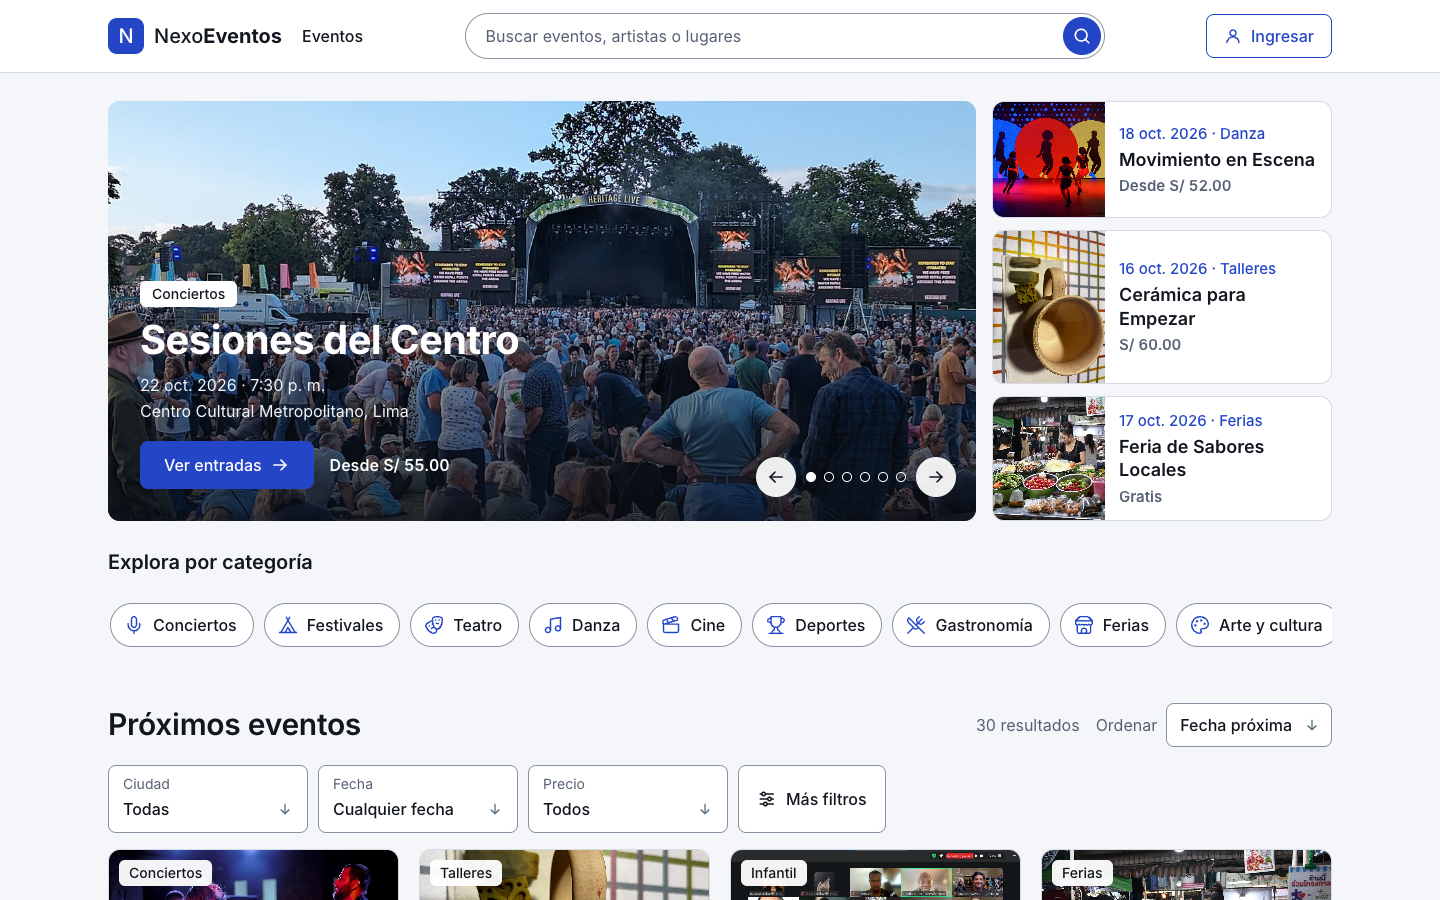 N NexoEventos
Eventos
Buscar eventos, artistas o lugares
Ingresar
HERITAGE LIVE
Conciertos
Sesiones del Centro
22 oct. 2026 · 7:30 p. m.
Centro Cultural Metropolitano, Lima
Ver entradas
Desde S/ 55.00
18 oct. 2026 · Danza
Movimiento en Escena
Desde S/ 52.00
16 oct. 2026 · Talleres
Cerámica para
Empezar
S/ 60.00
17 oct. 2026 · Ferias
Feria de Sabores
Locales
Gratis
Explora por categoría
Conciertos
Festivales
Teatro
Danza
Cine
Deportes
Gastronomía
Ferias
Arte y cultura
Próximos eventos
30 resultados
Ordenar
Fecha próxima
Ciudad
Todas
Fecha
Cualquier fecha
Precio
Todos
Más filtros
Conciertos
Talleres
Infantil
Ferias